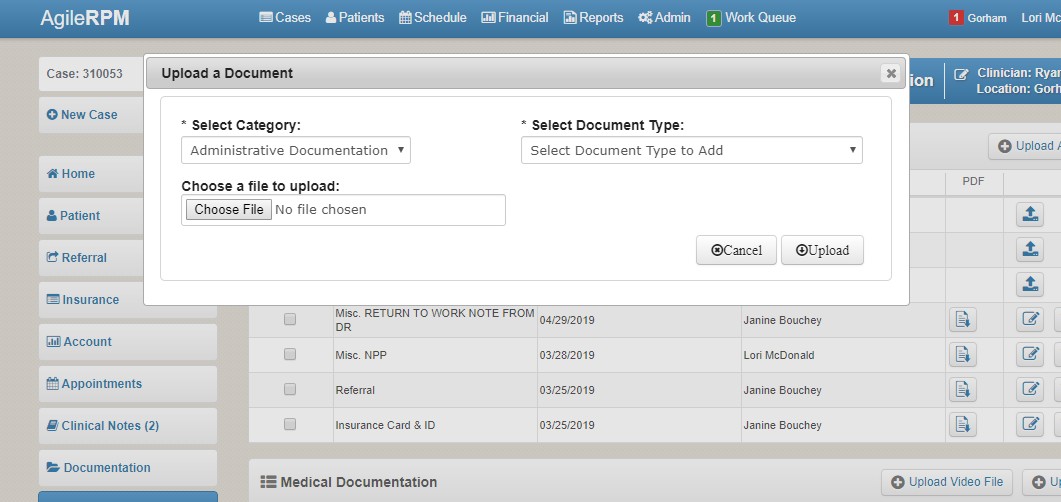 AgileRPM
Cases Patients Schedule Financial Reports Admin 1 Work Queue
1 Gorham Lori Mc
Case: 310053
New Case
Home
Patient
Referral
Insurance
Account
Appointments
Clinical Notes (2)
Documentation
Upload a Document
* Select Category:
Administrative Documentation
* Select Document Type:
Select Document Type to Add
Choose a file to upload:
Choose File No file chosen
Cancel Upload
ion
Clinician: Ryan
Location: Gorh
Upload A
PDF
Misc. RETURN TO WORK NOTE FROM
DR
04/29/2019 Janine Bouchey
Misc. NPP 03/28/2019 Lori McDonald
Referral 03/25/2019 Janine Bouchey
Insurance Card & ID 03/25/2019 Janine Bouchey
Medical Documentation Upload Video File Up